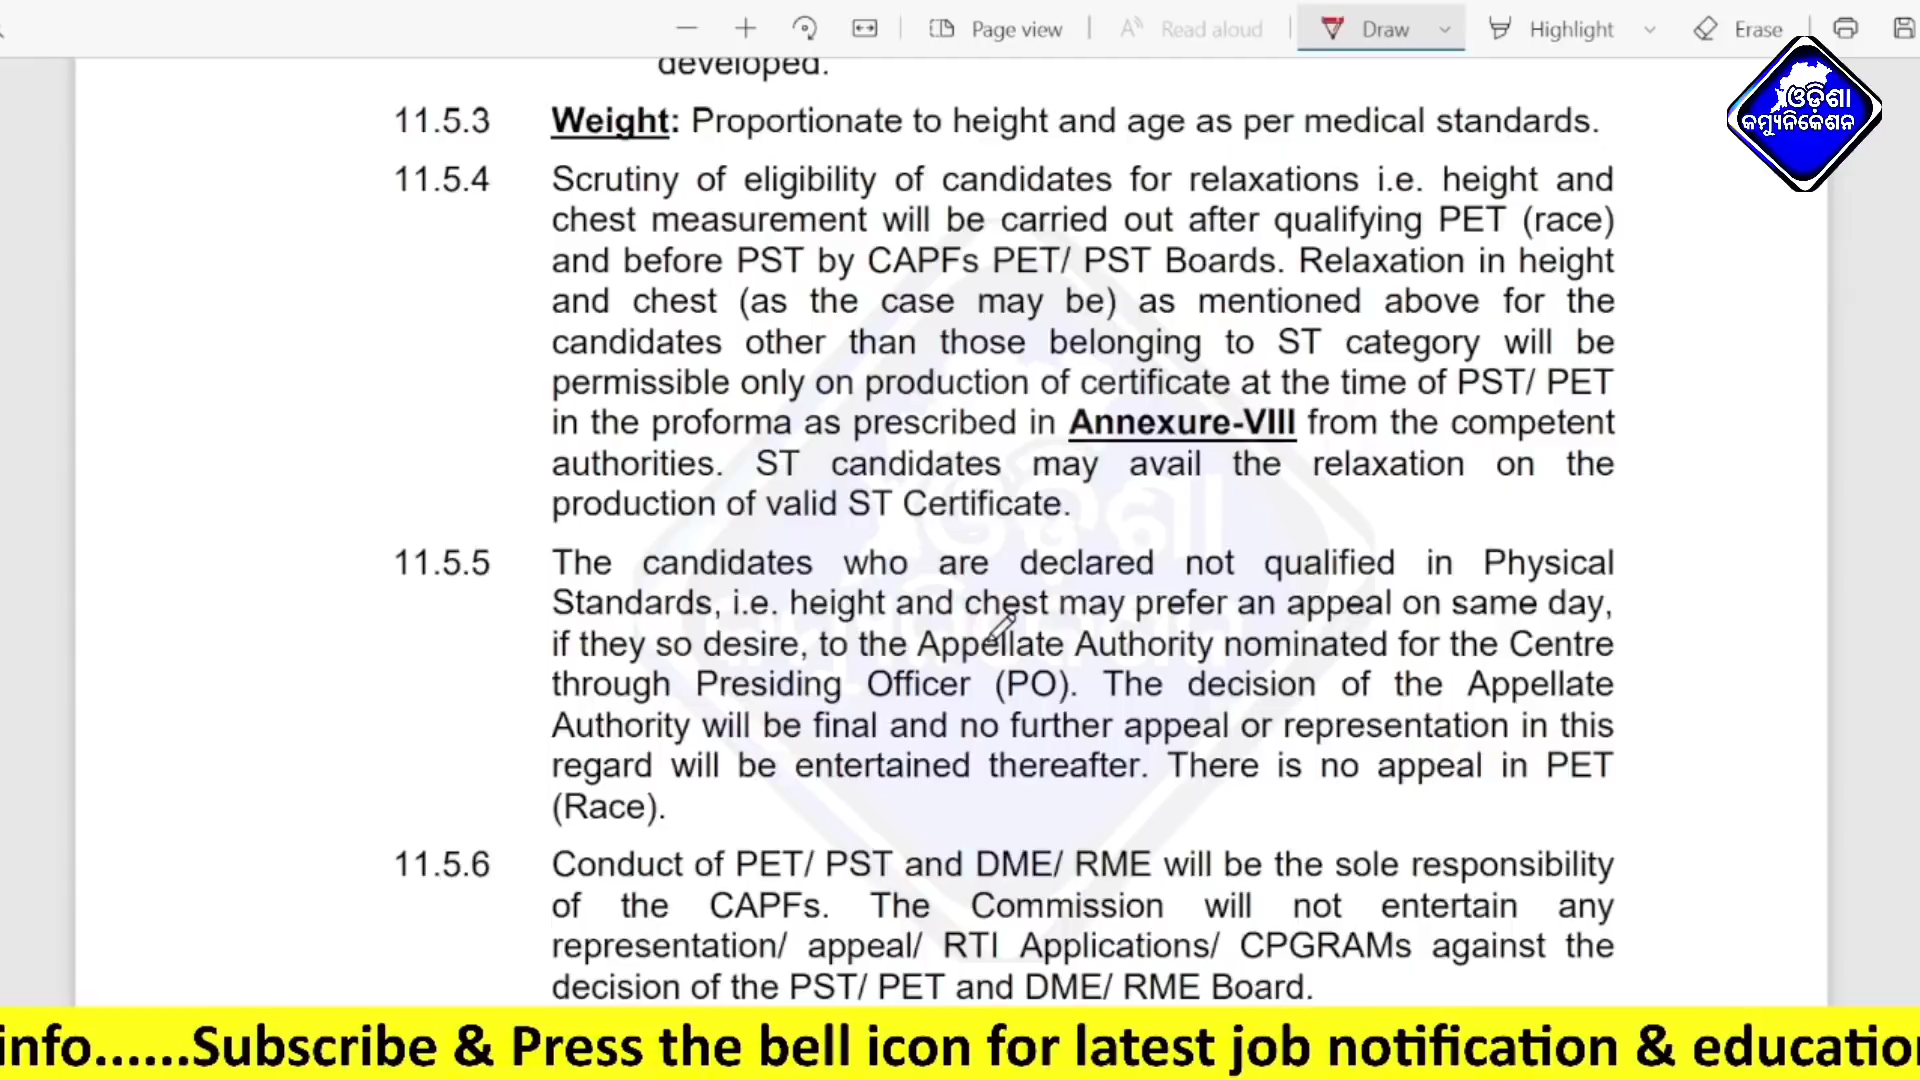 Page view
Read aloud
Draw
Highlight
Erase
ଓଡ଼ିଶା
କମ୍ୟୁନିକେଶନ
developed.
11.5.3 Weight: Proportionate to height and age as per medical standards.
11.5.4 Scrutiny of eligibility of candidates for relaxations i.e. height and
chest measurement will be carried out after qualifying PET (race)
and before PST by CAPFs PET/ PST Boards. Relaxation in height
and chest (as the case may be) as mentioned above for the
candidates other than those belonging to ST category will be
permissible only on production of certificate at the time of PST/ PET
in the proforma as prescribed in Annexure-VIII from the competent
authorities. ST candidates may avail the relaxation on the
production of valid ST Certificate.
11.5.5 The candidates who are declared not qualified in Physical
Standards, i.e. height and chest may prefer an appeal on same day,
if they so desire, to the Appellate Authority nominated for the Centre
through Presiding Officer (PO). The decision of the Appellate
Authority will be final and no further appeal or representation in this
regard will be entertained thereafter. There is no appeal in PET
(Race).
11.5.6 Conduct of PET/ PST and DME/ RME will be the sole responsibility
of the CAPFs. The Commission will not entertain any
representation/ appeal/ RTI Applications/ CPGRAMs against the
decision of the PST/ PET and DME/ RME Board.
info......Subscribe & Press the bell icon for latest job notification & educatio